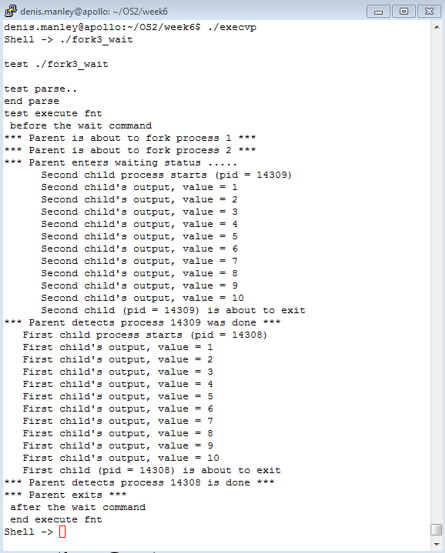 denis.manley@apollo: ~/OS2/week6
denis.manley@apollo:~/OS2/week6$ ./execvp
Shell -> ./fork3_wait
test ./fork3_wait
test parse..
end parse
test execute fnt
before the wait command
*** Parent is about to fork process 1 ***
*** Parent is about to fork process 2 ***
*** Parent enters waiting status .....
Second child process starts (pid = 14309)
Second child's output, value = 1
Second child's output, value = 2
Second child's output, value = 3
Second child's output, value = 4
Second child's output, value = 5
Second child's output, value = 6
Second child's output, value = 7
Second child's output, value = 8
Second child's output, value = 9
Second child's output, value = 10
Second child (pid = 14309) is about to exit
*** Parent detects process 14309 was done ***
First child process starts (pid = 14308)
First child's output, value = 1
First child's output, value = 2
First child's output, value = 3
First child's output, value = 4
First child's output, value = 5
First child's output, value = 6
First child's output, value = 7
First child's output, value = 8
First child's output, value = 9
First child's output, value = 10
First child (pid = 14308) is about to exit
*** Parent detects process 14308 is done ***
*** Parent exits ***
after the wait command
end execute fnt
Shell ->